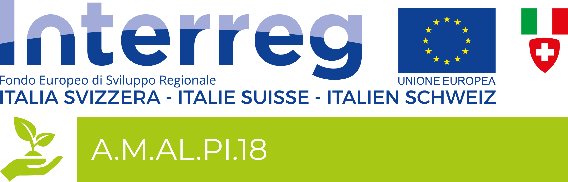 Interreg
Fondo Europeo di Sviluppo Regionale
UNIONE EUROPEA
ITALIA SVIZZERA - ITALIE SUISSE - ITALIEN SCHWEIZ
A.M.AL.PI.18